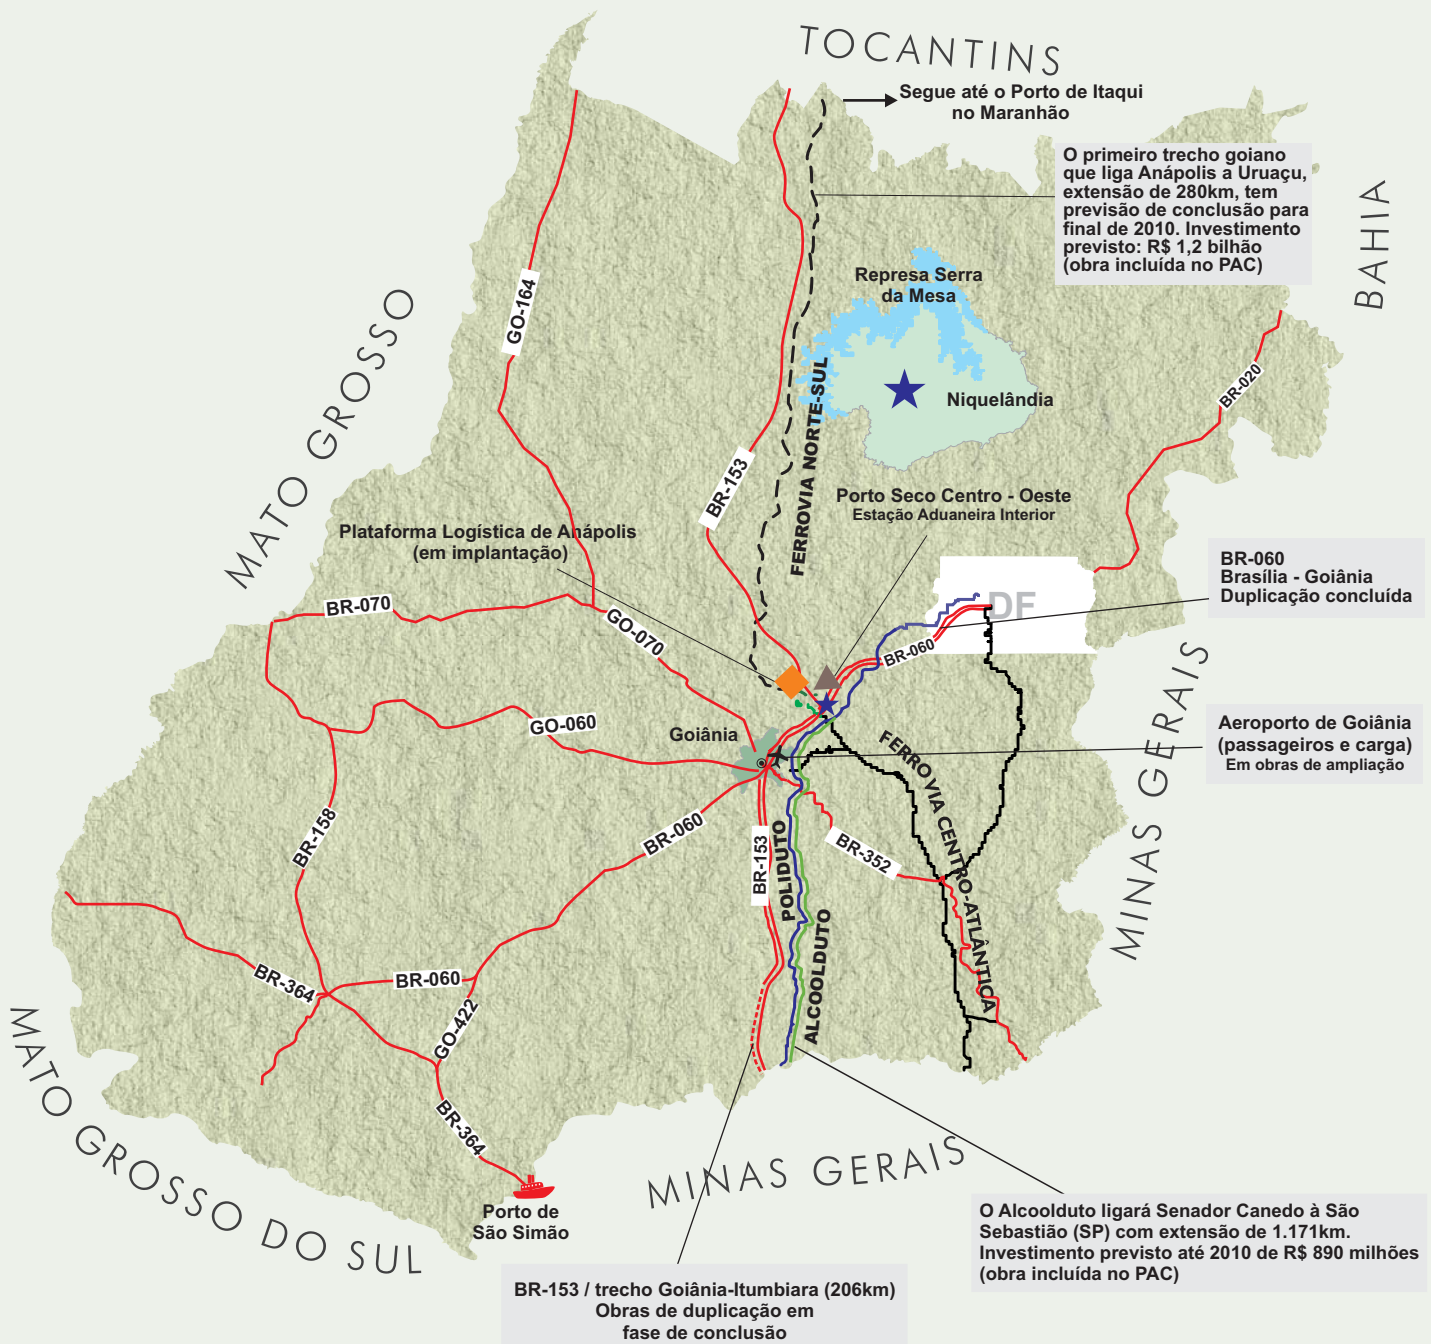 TOCANTINS
Segue até o Porto de Itaqui
no Maranhão
O primeiro trecho goiano
que liga Anápolis a Uruaçu,
extensão de 280km, tem
previsão de conclusão para
final de 2010. Investimento
previsto: R$ 1,2 bilhão
(obra incluída no PAC)
BAHIA
MATO GROSSO
GO-164
Represa Serra
da Mesa
Niquelândia
BR-020
FERROVIA NORTE-SUL
BR-153
Porto Seco Centro - Oeste
Estação Aduaneira Interior
Plataforma Logística de Anápolis
(em implantação)
BR-060
Brasília - Goiânia
Duplicação concluída
DF
BR-070
GO-070
BR-060
MINAS GERAIS
GO-060
Goiânia
Aeroporto de Goiânia
(passageiros e carga)
Em obras de ampliação
FERROVIA CENTRO-ATLÂNTICA
BR-158
BR-060
BR-153
POLIDUTO
BR-352
ALCOOLDUTO
BR-364
BR-060
GO-422
BR-364
MATO GROSSO DO SUL
MINAS GERAIS
Porto de
São Simão
O Alcoolduto ligará Senador Canedo à São
Sebastião (SP) com extensão de 1.171km.
Investimento previsto até 2010 de R$ 890 milhões
(obra incluída no PAC)
BR-153 / trecho Goiânia-Itumbiara (206km)
Obras de duplicação em
fase de conclusão